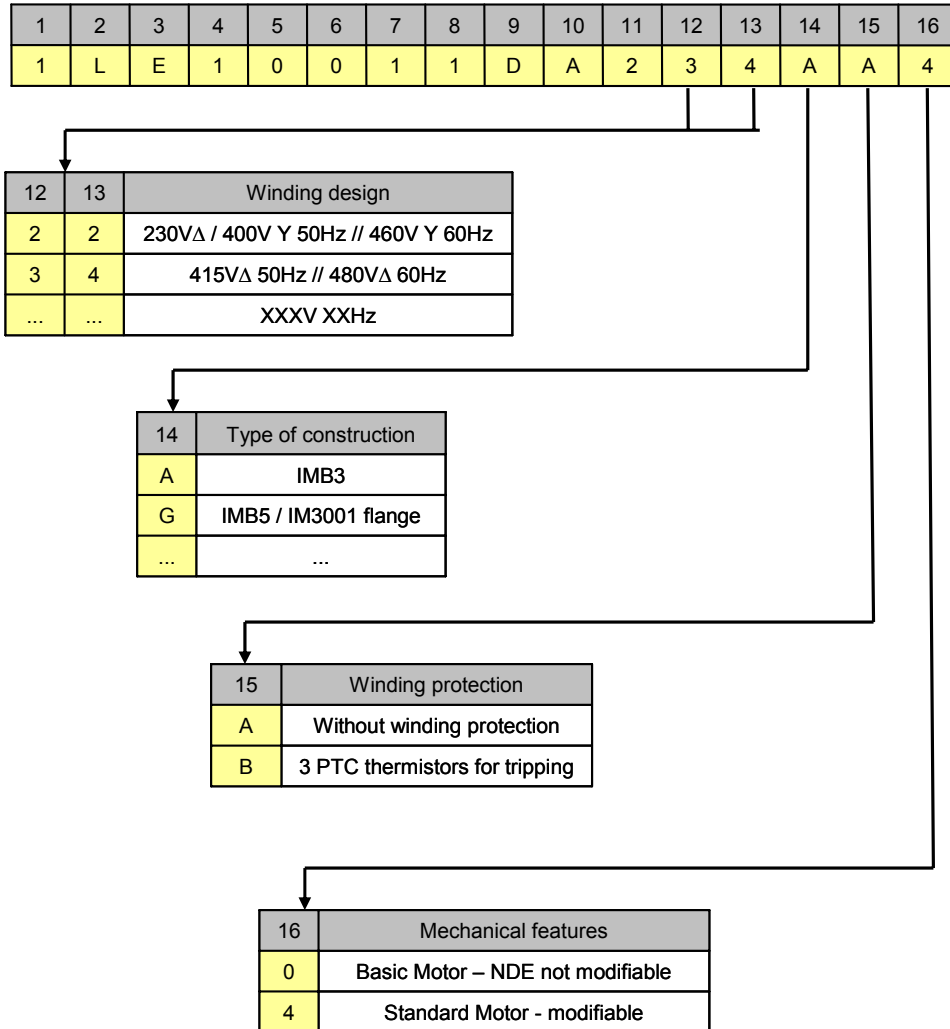 1 2 3 4 5 6 7 8 9 10 11 12 13 14 15 16
1 L E 1 0 0 1 1 D A 2 3 4 A A 4
12 13 Winding design
2 2 230V∆ / 400V Y 50Hz // 460V Y 60Hz
3 4 415V∆ 50Hz // 480V∆ 60Hz
... ... XXXV XXHz
14 Type of construction
A IMB3
G IMB5 / IM3001 flange
... ...
15 Winding protection
A Without winding protection
B 3 PTC thermistors for tripping
16 Mechanical features
0 Basic Motor – NDE not modifiable
4 Standard Motor - modifiable